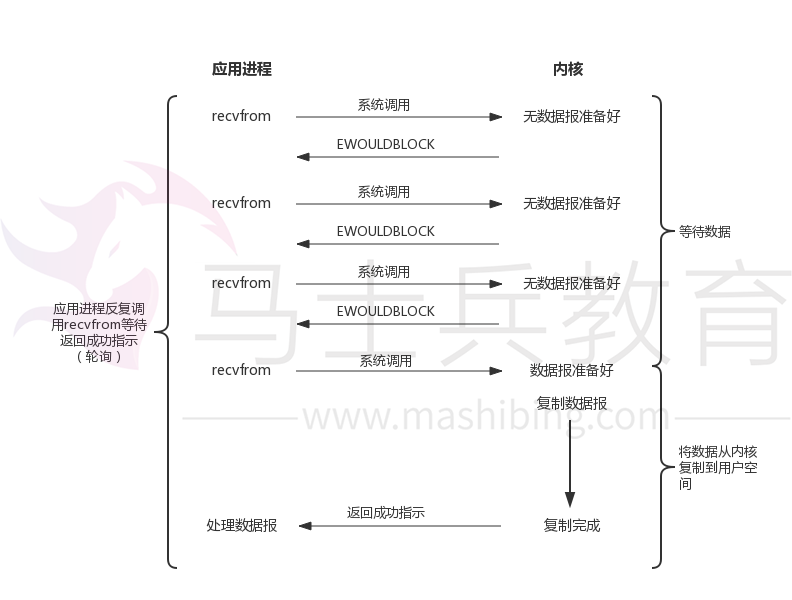 应用进程
内核
recvfrom
系统调用
无数据报准备好
EWOULDBLOCK
recvfrom
系统调用
无数据报准备好
EWOULDBLOCK
等待数据
recvfrom
系统调用
无数据报准备好
EWOULDBLOCK
应用进程反复调
用recvfrom等待
返回成功指示
（轮询）
马士兵教育
recvfrom
系统调用
数据报准备好
复制数据报
www.mashibing.com
将数据从内核
复制到用户空
间
处理数据报
返回成功指示
复制完成